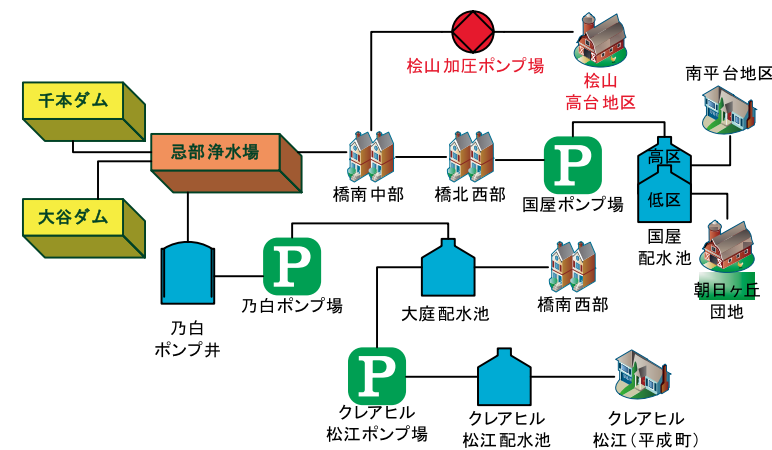 桧山加圧ポンプ場
桧山
高台地区
南平台地区
千本ダム
忌部浄水場
橋南中部
橋北西部
P
国屋ポンプ場
高区
低区
国屋
配水池
朝日ヶ丘
団地
大谷ダム
乃白
ポンプ井
P
乃白ポンプ場
大庭配水池
橋南西部
P
クレアヒル
松江ポンプ場
クレアヒル
松江配水池
クレアヒル
松江(平成町)